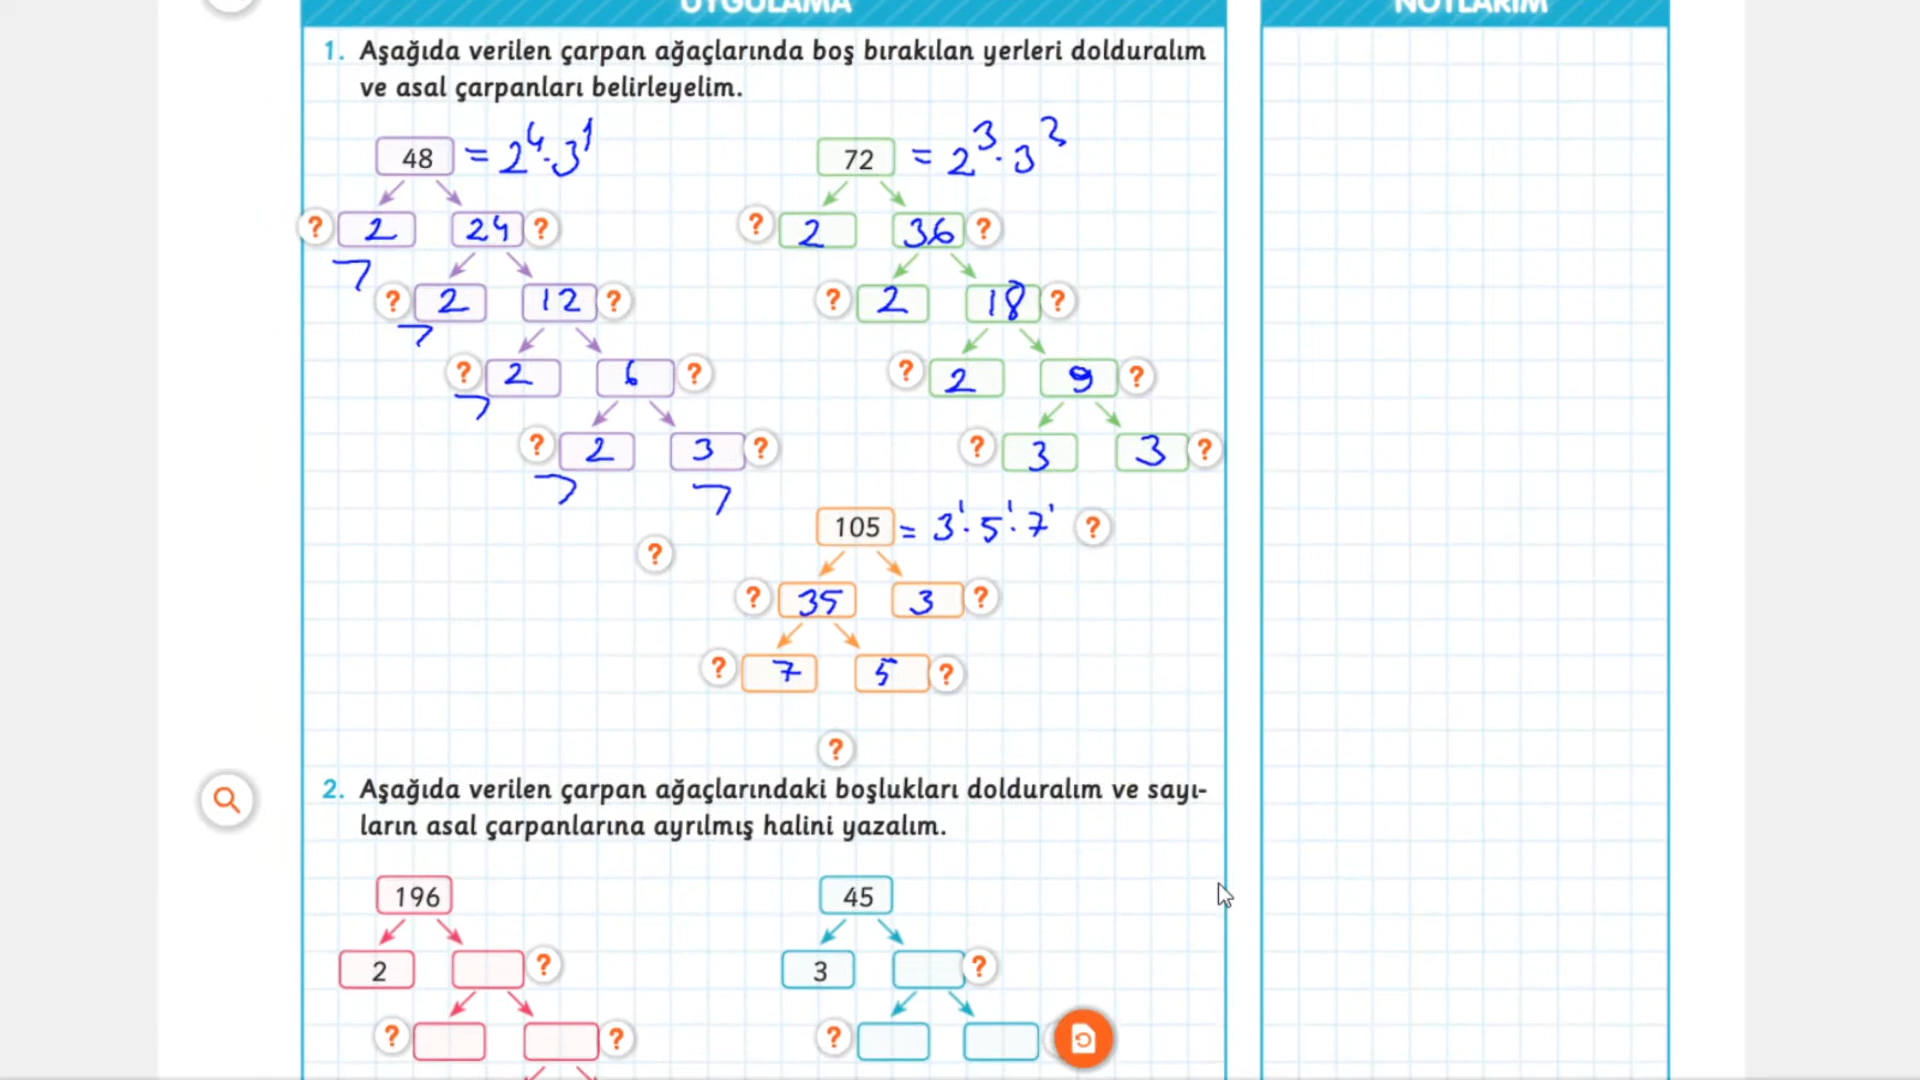 UYGULAMA
NOTLARIM
1. Aşağıda verilen çarpan ağaçlarında boş bırakılan yerleri dolduralım
ve asal çarpanları belirleyelim.
48 = 2⁴·3¹
72 = 2³·3²
? 2 24 ?
? 2 36 ?
? 2 12 ?
? 2 18 ?
? 2 6 ?
? 2 9 ?
? 2 3 ?
? 3 3 ?
105 = 3¹·5¹·7¹ ?
?
? 35 3 ?
? 7 5 ?
?
2. Aşağıda verilen çarpan ağaçlarındaki boşlukları dolduralım ve sayı-
ların asal çarpanlarına ayrılmış halini yazalım.
196
45
2 ?
3 ?
? ?
?